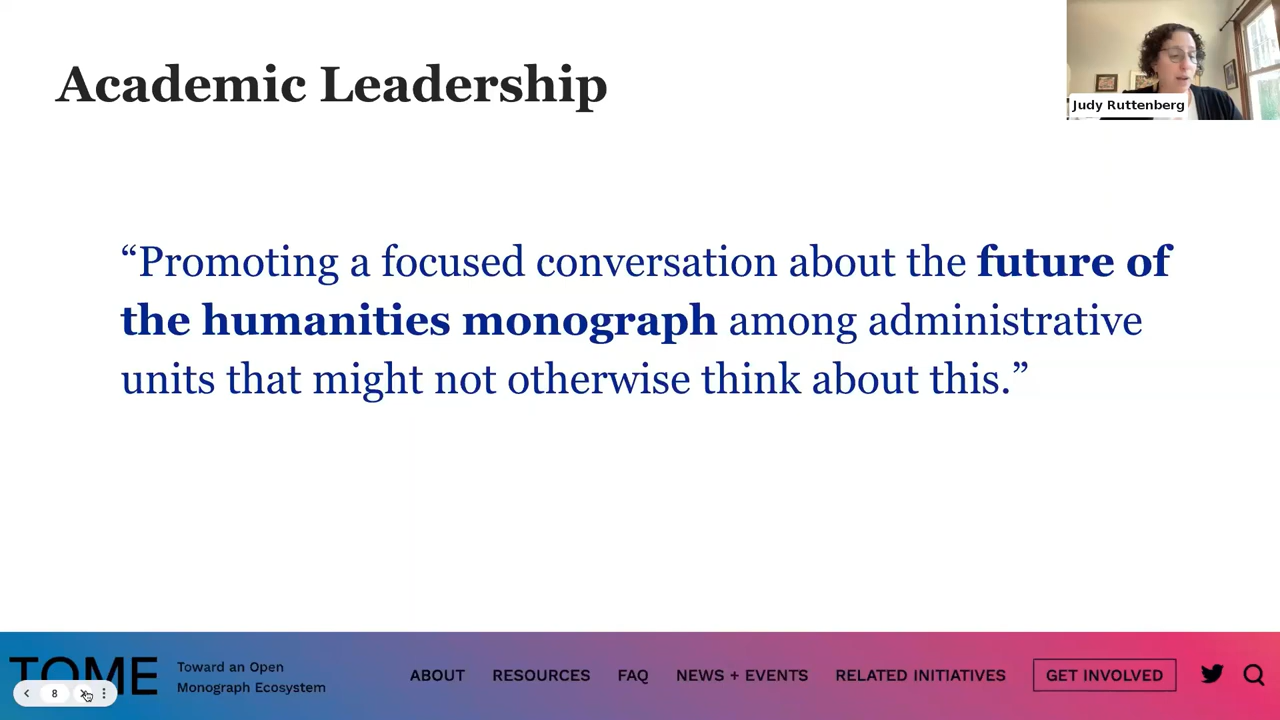 Academic Leadership
Judy Ruttenberg
“Promoting a focused conversation about the future of
the humanities monograph among administrative
units that might not otherwise think about this.”
TOME
Toward an Open
Monograph Ecosystem
ABOUT RESOURCES FAQ NEWS + EVENTS RELATED INITIATIVES GET INVOLVED
8